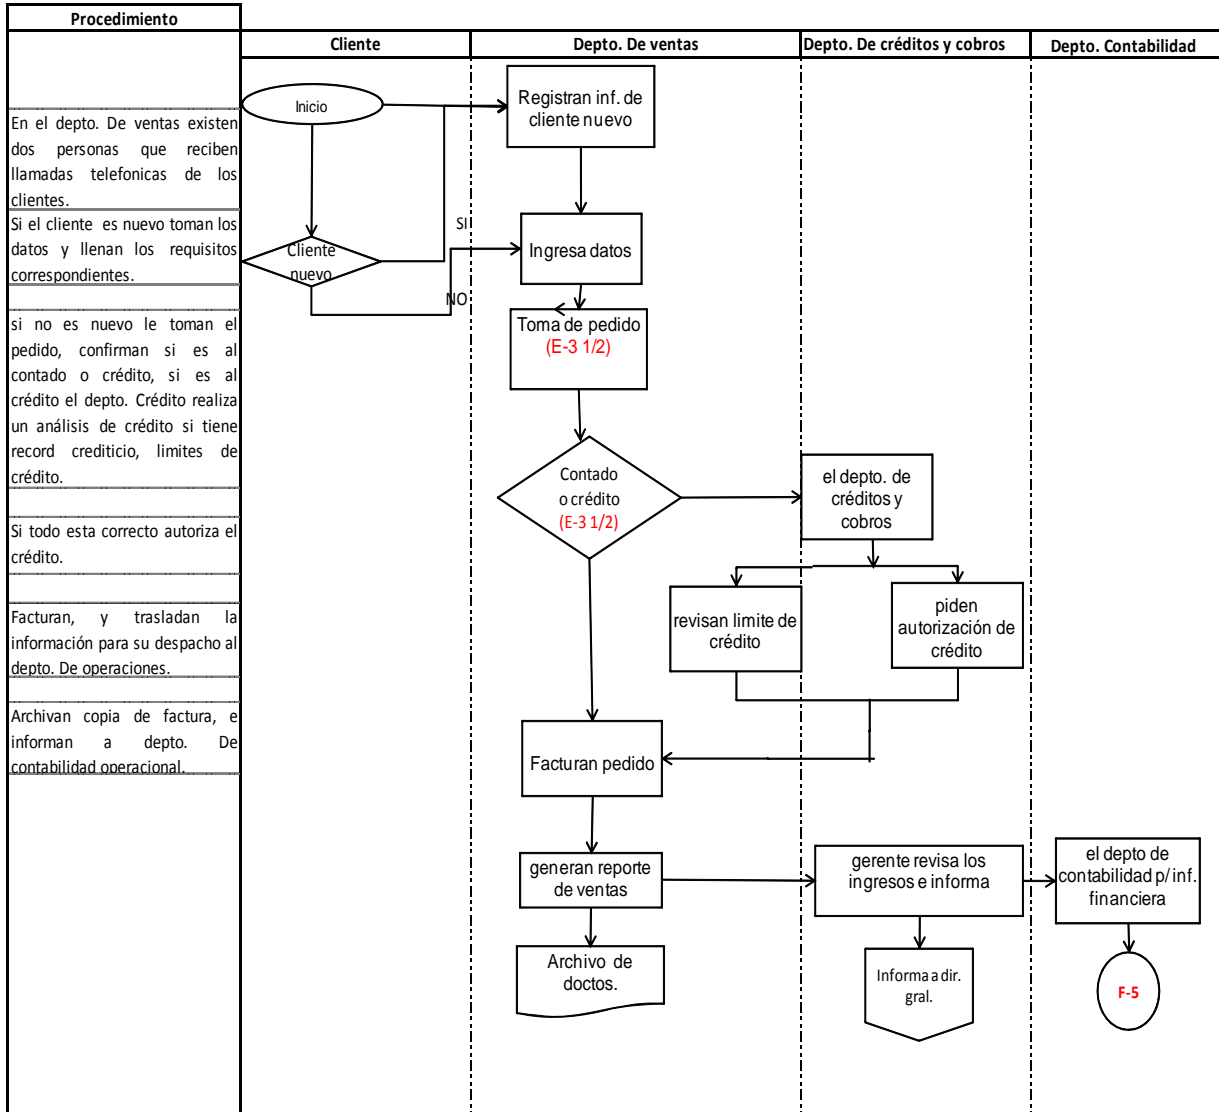 Procedimiento
Cliente
Depto. De ventas
Depto. De créditos y cobros
Depto. Contabilidad
En el depto. De ventas existen
dos personas que reciben
llamadas telefonicas de los
clientes.
Si el cliente es nuevo toman los
datos y llenan los requisitos
correspondientes.
si no es nuevo le toman el
pedido, confirman si es al
contado o crédito, si es al
crédito el depto. Crédito realiza
un análisis de crédito si tiene
record crediticio, limites de
crédito.
Si todo esta correcto autoriza el
crédito.
Facturan, y trasladan la
información para su despacho al
depto. De operaciones.
Archivan copia de factura, e
informan a depto. De
contabilidad operacional.
Inicio
Registran inf. de
cliente nuevo
SI
Cliente
nuevo
Ingresa datos
NO
Toma de pedido
(E-3 1/2)
Contado
o crédito
(E-3 1/2)
el depto. de
créditos y
cobros
revisan limite de
crédito
piden
autorización de
crédito
Facturan pedido
generan reporte
de ventas
gerente revisa los
ingresos e informa
el depto de
contabilidad p/ inf.
financiera
Archivo de
doctos.
Informa a dir.
gral.
F-5